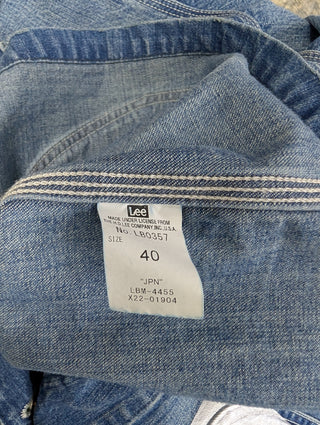 Lee
MADE UNDER LICENSE FROM
THE H.D.LEE COMPANY INC. U.S.A.
No. LB0357
SIZE
40
"JPN"
LBM-4455
X22-01904